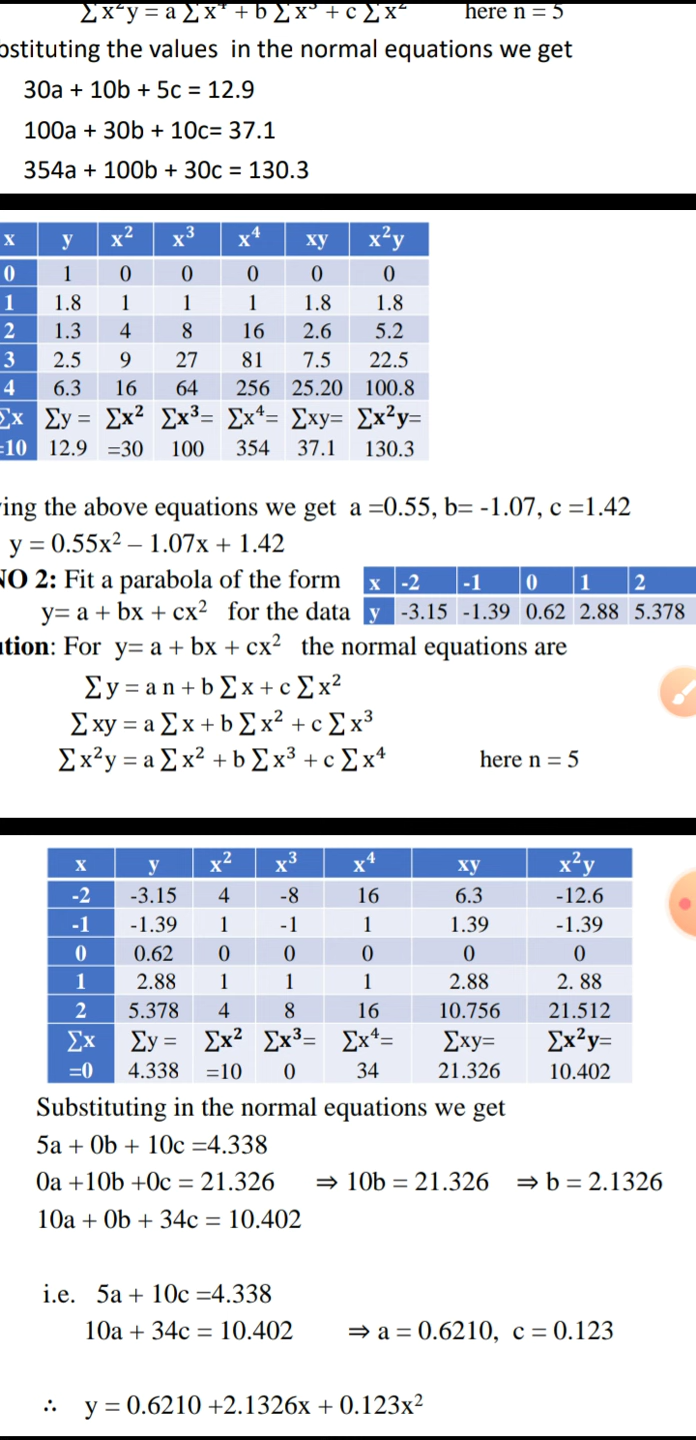 ∑x²y = a ∑x⁴ + b ∑x³ + c ∑x² here n = 5
bstituting the values in the normal equations we get
30a + 10b + 5c = 12.9
100a + 30b + 10c= 37.1
354a + 100b + 30c = 130.3
x y x² x³ x⁴ xy x²y
0 1 0 0 0 0 0
1 1.8 1 1 1 1.8 1.8
2 1.3 4 8 16 2.6 5.2
3 2.5 9 27 81 7.5 22.5
4 6.3 16 64 256 25.20 100.8
∑x ∑y = ∑x² ∑x³= ∑x⁴= ∑xy= ∑x²y=
=10 12.9 =30 100 354 37.1 130.3
ing the above equations we get a =0.55, b= -1.07, c =1.42
y = 0.55x² – 1.07x + 1.42
NO 2: Fit a parabola of the form x -2 -1 0 1 2
y= a + bx + cx² for the data y -3.15 -1.39 0.62 2.88 5.378
tion: For y= a + bx + cx² the normal equations are
∑y = a n + b ∑x + c ∑x²
∑xy = a ∑x + b ∑x² + c ∑x³
∑x²y = a ∑x² + b ∑x³ + c ∑x⁴ here n = 5
x y x² x³ x⁴ xy x²y
-2 -3.15 4 -8 16 6.3 -12.6
-1 -1.39 1 -1 1 1.39 -1.39
0 0.62 0 0 0 0 0
1 2.88 1 1 1 2.88 2. 88
2 5.378 4 8 16 10.756 21.512
∑x ∑y = ∑x² ∑x³= ∑x⁴= ∑xy= ∑x²y=
=0 4.338 =10 0 34 21.326 10.402
Substituting in the normal equations we get
5a + 0b + 10c =4.338
0a +10b +0c = 21.326 ⇒ 10b = 21.326 ⇒ b = 2.1326
10a + 0b + 34c = 10.402
i.e. 5a + 10c =4.338
10a + 34c = 10.402 ⇒ a = 0.6210, c = 0.123
∴ y = 0.6210 +2.1326x + 0.123x²